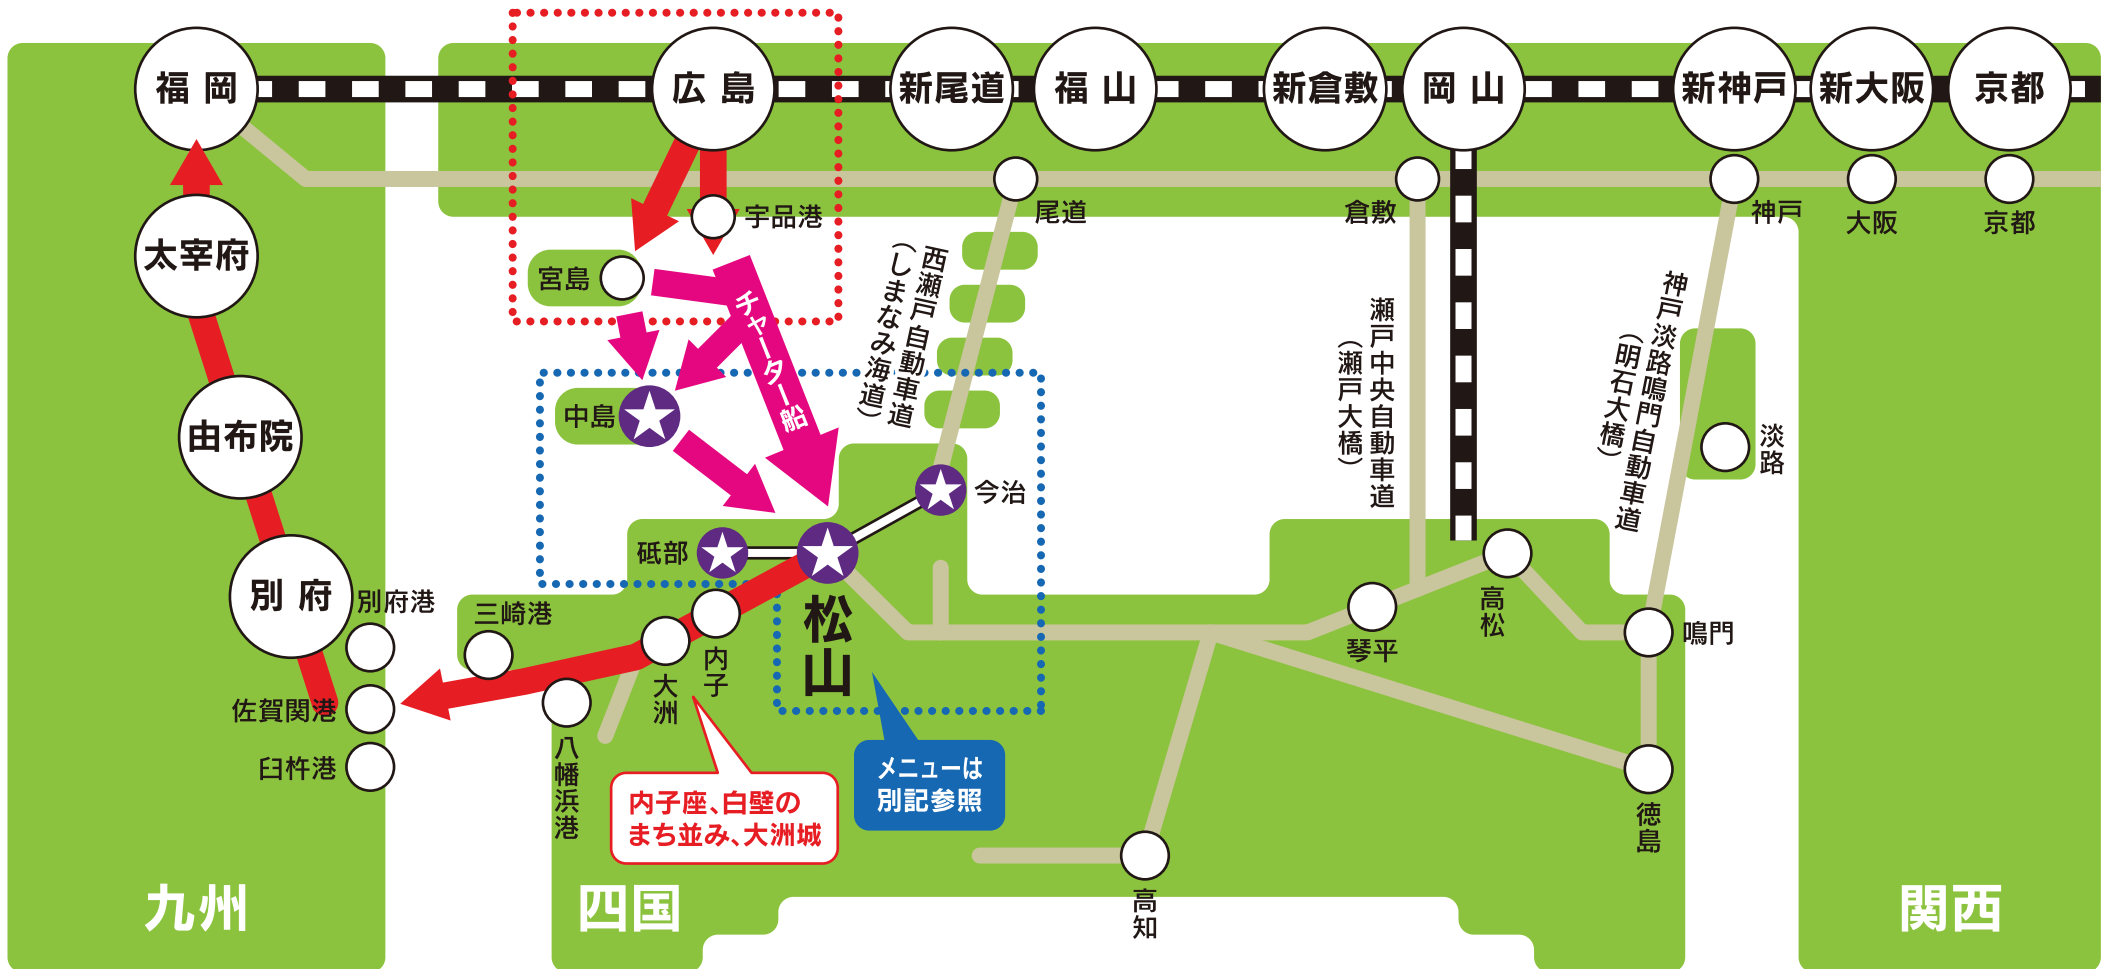 福岡
広島
新尾道
福山
新倉敷
岡山
新神戸
新大阪
京都
宇品港
尾道
倉敷
神戸
大阪
京都
太宰府
宮島
チャーター船
西瀬戸自動車道
(しまなみ海道)
瀬戸中央自動車道
(瀬戸大橋)
神戸淡路鳴門自動車道
(明石大橋)
淡路
中島
由布院
今治
砥部
松山
別府
別府港
三崎港
内子
大洲
佐賀関港
臼杵港
八幡浜港
琴平
高松
鳴門
徳島
高知
メニューは
別記参照
内子座、白壁の
まち並み、大洲城
九州
四国
関西